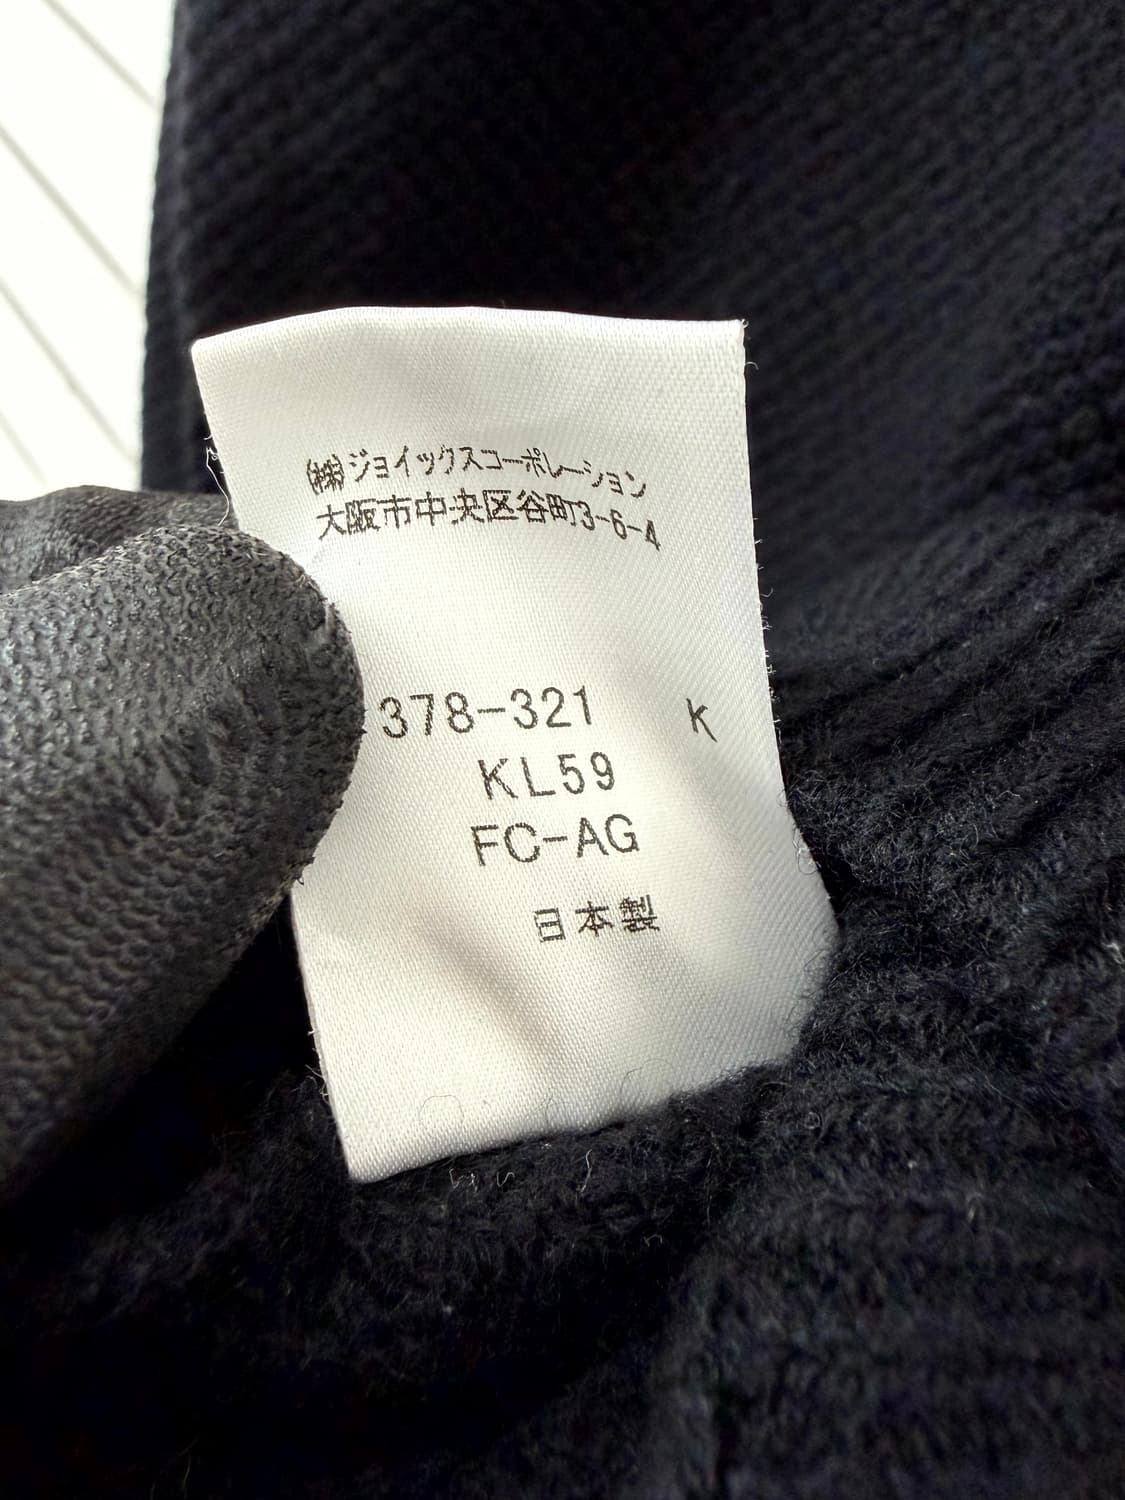 (株)ジョイックスコーポレーション
大阪市中央区谷町3-6-4
378-321 K
KL59
FC-AG
日本製